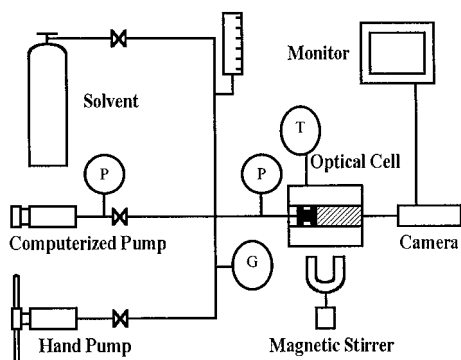 Monitor
Solvent
T
Optical Cell
P
P
Computerized Pump
Camera
G
Hand Pump
Magnetic Stirrer